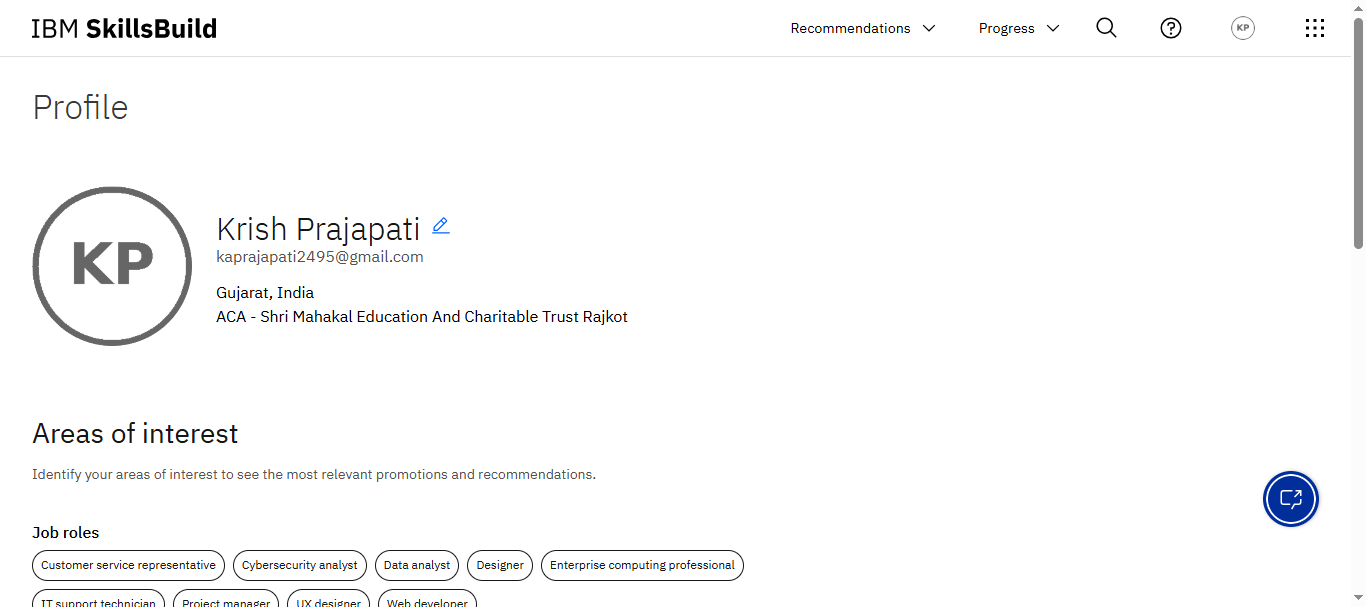 IBM SkillsBuild
Recommendations
Progress
KP
Profile
KP
Krish Prajapati
kaprajapati2495@gmail.com
Gujarat, India
ACA - Shri Mahakal Education And Charitable Trust Rajkot
Areas of interest
Identify your areas of interest to see the most relevant promotions and recommendations.
Job roles
Customer service representative Cybersecurity analyst Data analyst Designer Enterprise computing professional
IT support technician Project manager UX designer Web developer